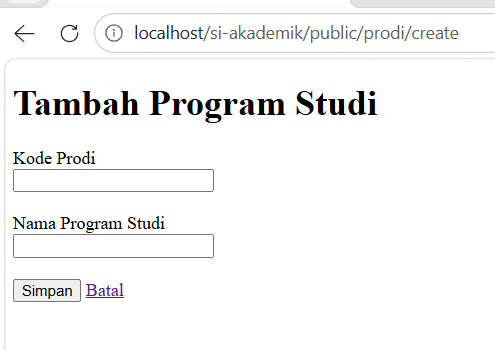 localhost/si-akademik/public/prodi/create
Tambah Program Studi
Kode Prodi
Nama Program Studi
Simpan Batal